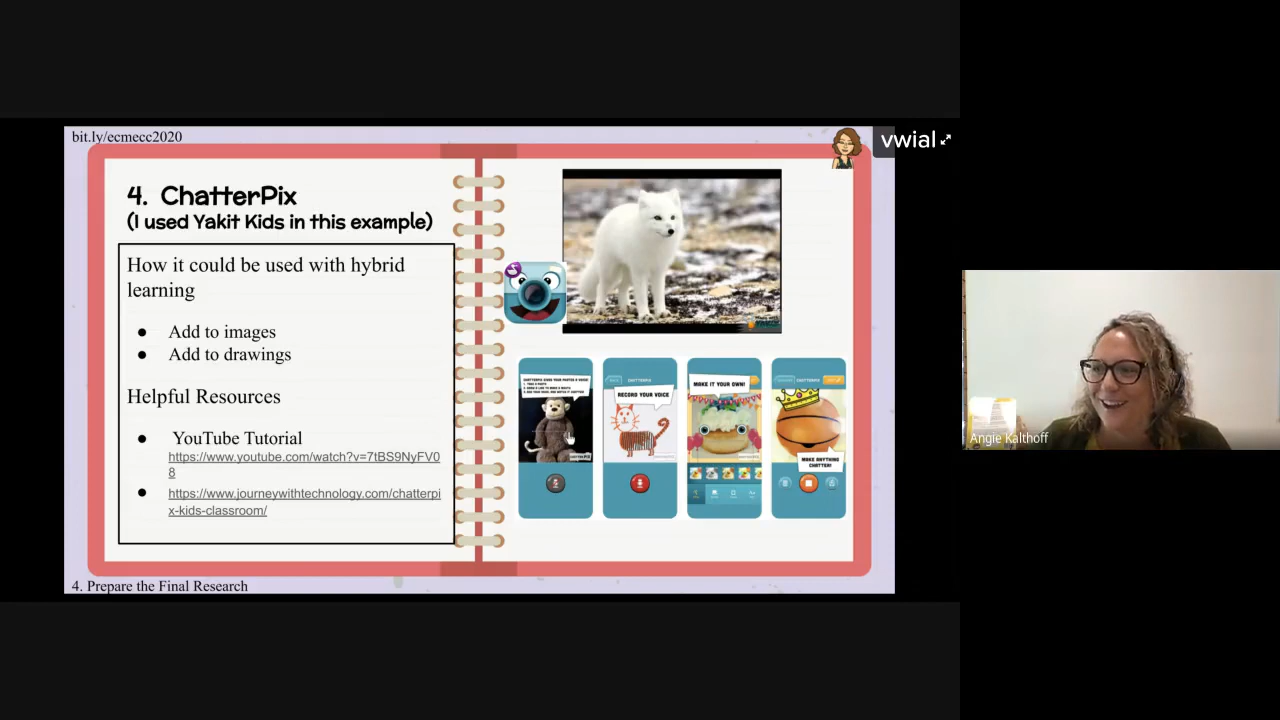 bit.ly/ecmecc2020
vwial
4. ChatterPix
(I used Yakit Kids in this example)
How it could be used with hybrid
learning
● Add to images
● Add to drawings
Helpful Resources
● YouTube Tutorial
https://www.youtube.com/watch?v=7tBS9NyFV0
8
● https://www.journeywithtechnology.com/chatterpi
x-kids-classroom/
RECORD YOUR VOICE
MAKE IT YOUR OWN!
MAKE ANYTHING
CHATTER!
4. Prepare the Final Research
Angie Kalthoff